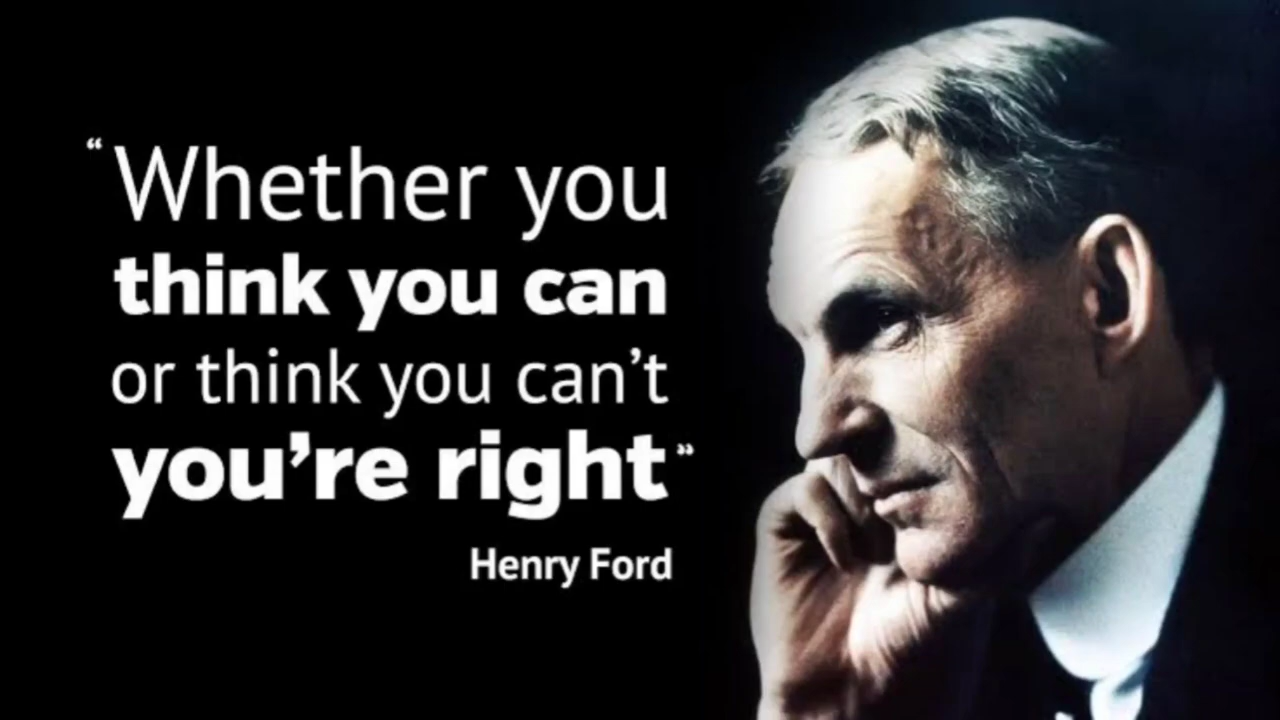 “Whether you
think you can
or think you can’t
you’re right”
Henry Ford